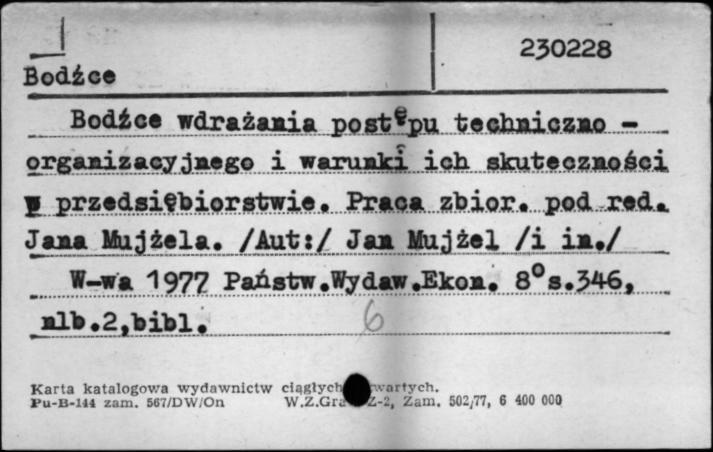 230228
Bodźce
Bodźce wdrażania postępu techniczno -
organizacyjnego i warunki ich skuteczności
w przedsiębiorstwie. Praca zbior. pod red.
Jana Mujżela. /Aut:/ Jan Mujżel /i in./
W-wa 1977 Państw.Wydaw.Ekon. 8° s.346,
nlb.2,bibl.
6
Karta katalogowa wydawnictw ciągłych
Pu-B-144 zam. 567/DW/On W.Z.Gra Z-2, Zam. 502/77, 6 400 000